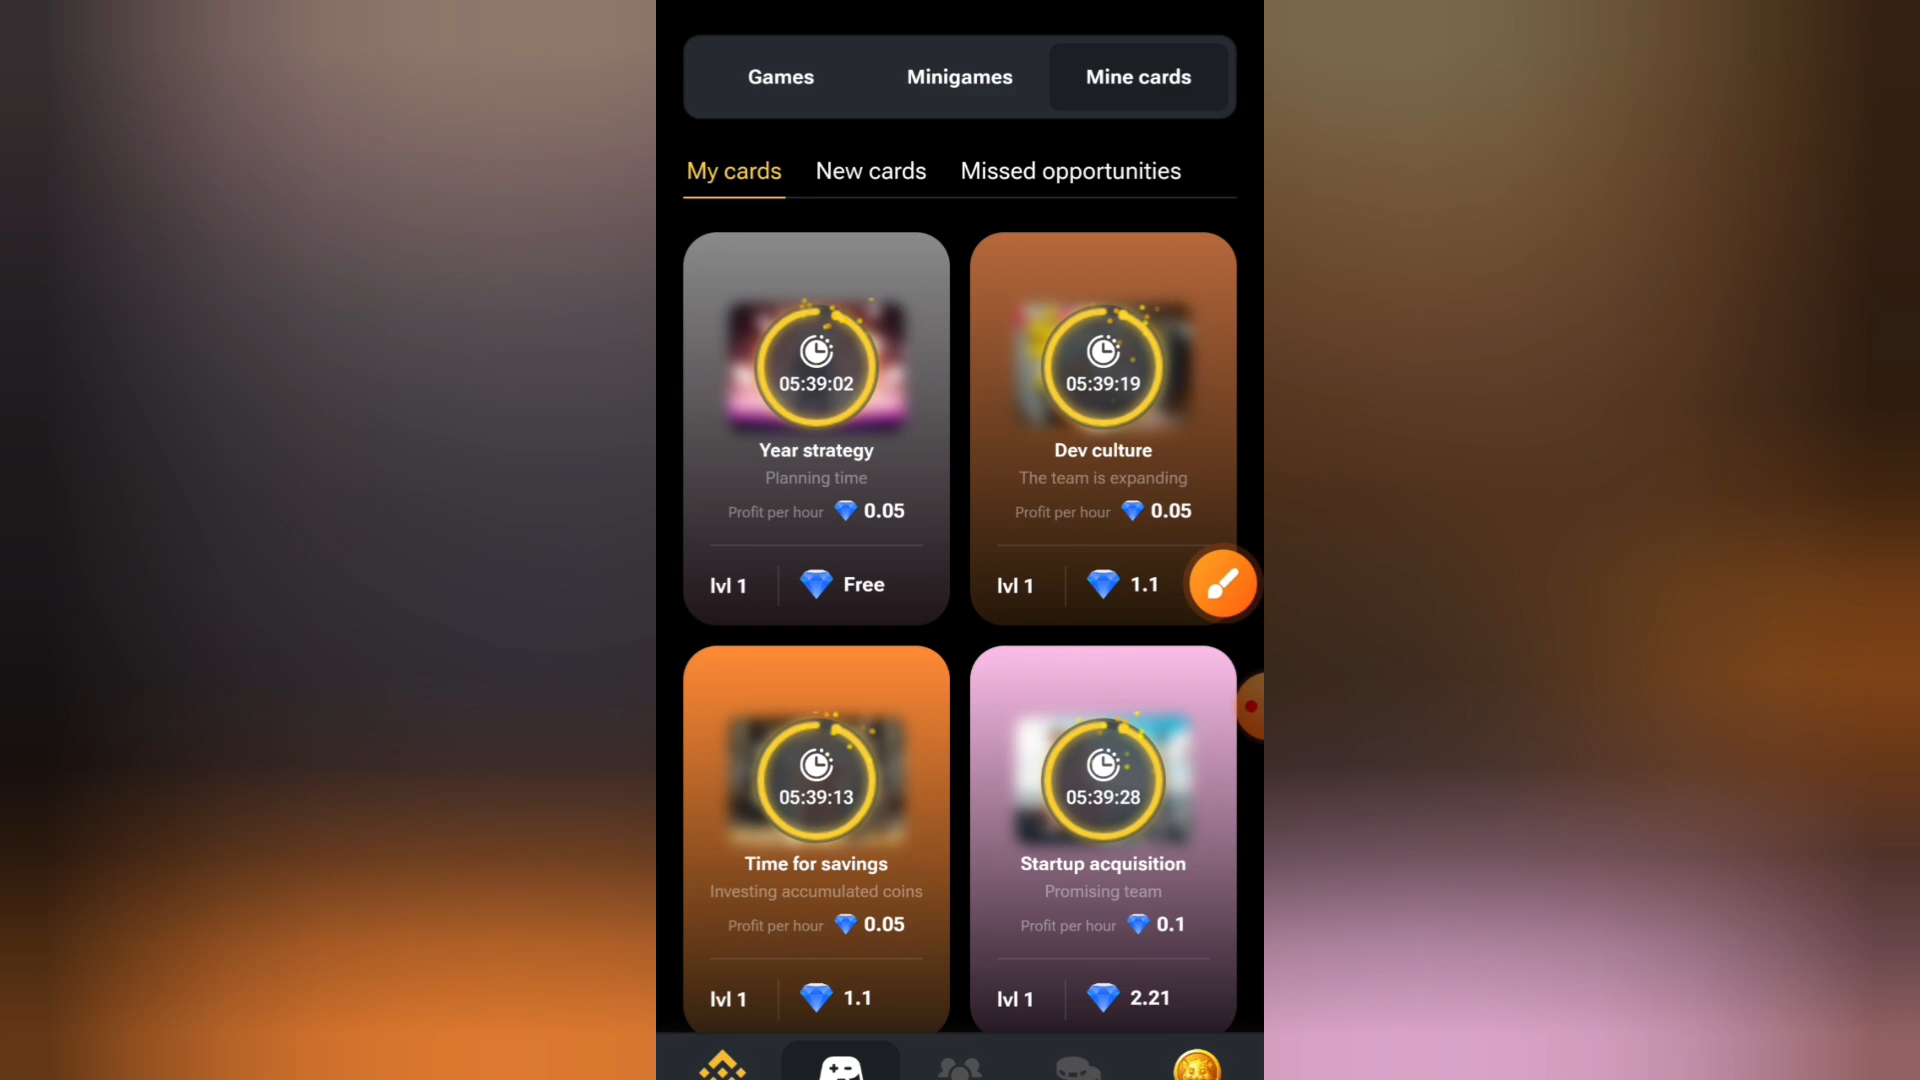 Games Minigames Mine cards
My cards New cards Missed opportunities
05:39:02
Year strategy
Planning time
Profit per hour 0.05
lvl 1 Free
05:39:19
Dev culture
The team is expanding
Profit per hour 0.05
lvl 1 1.1
05:39:13
Time for savings
Investing accumulated coins
Profit per hour 0.05
lvl 1 1.1
05:39:28
Startup acquisition
Promising team
Profit per hour 0.1
lvl 1 2.21